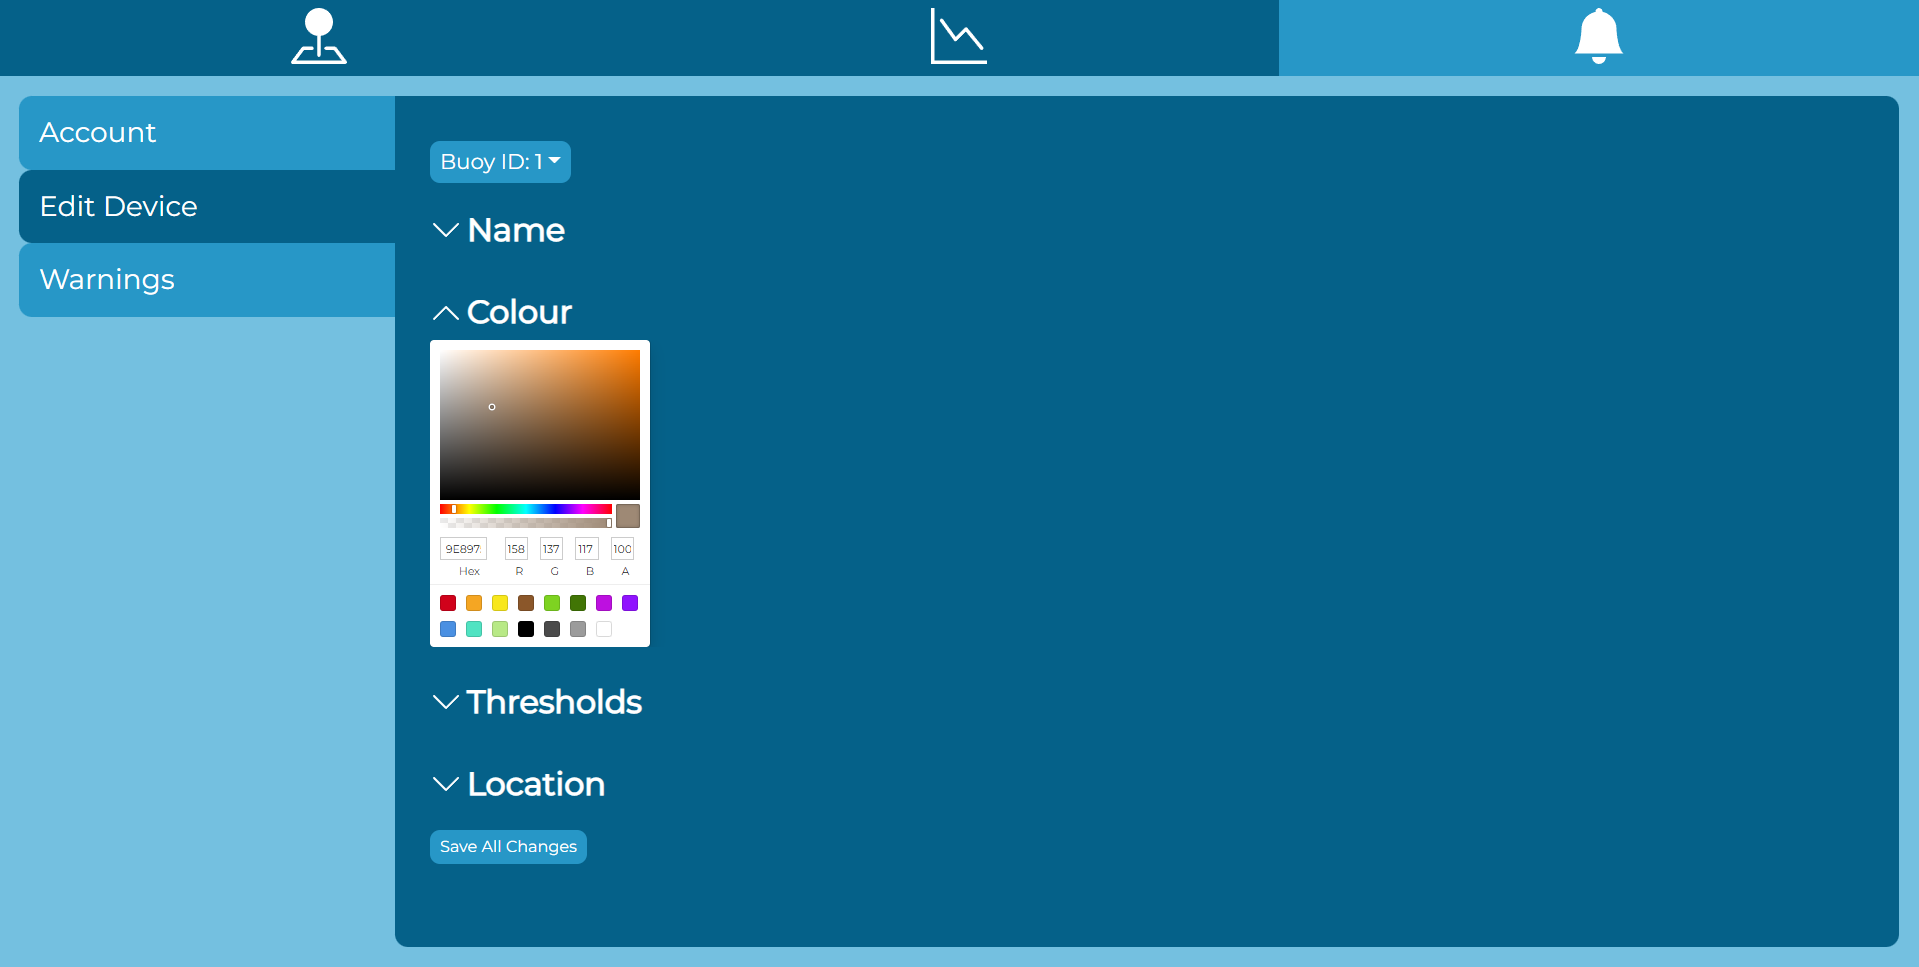 Account
Edit Device
Warnings
Buoy ID: 1
Name
Colour
9E897
158 137 117 100
Hex R G B A
Thresholds
Location
Save All Changes